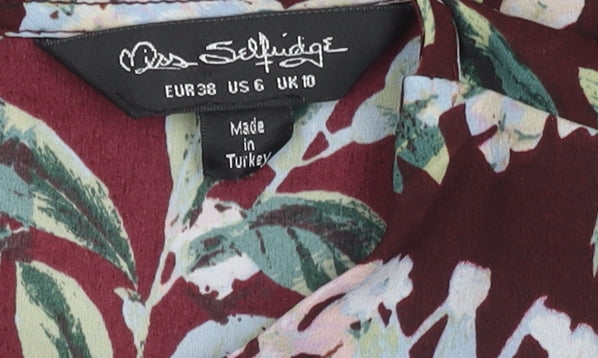 Miss Selfridge
EUR 38 US 6 UK 10
Made
in
Turkey